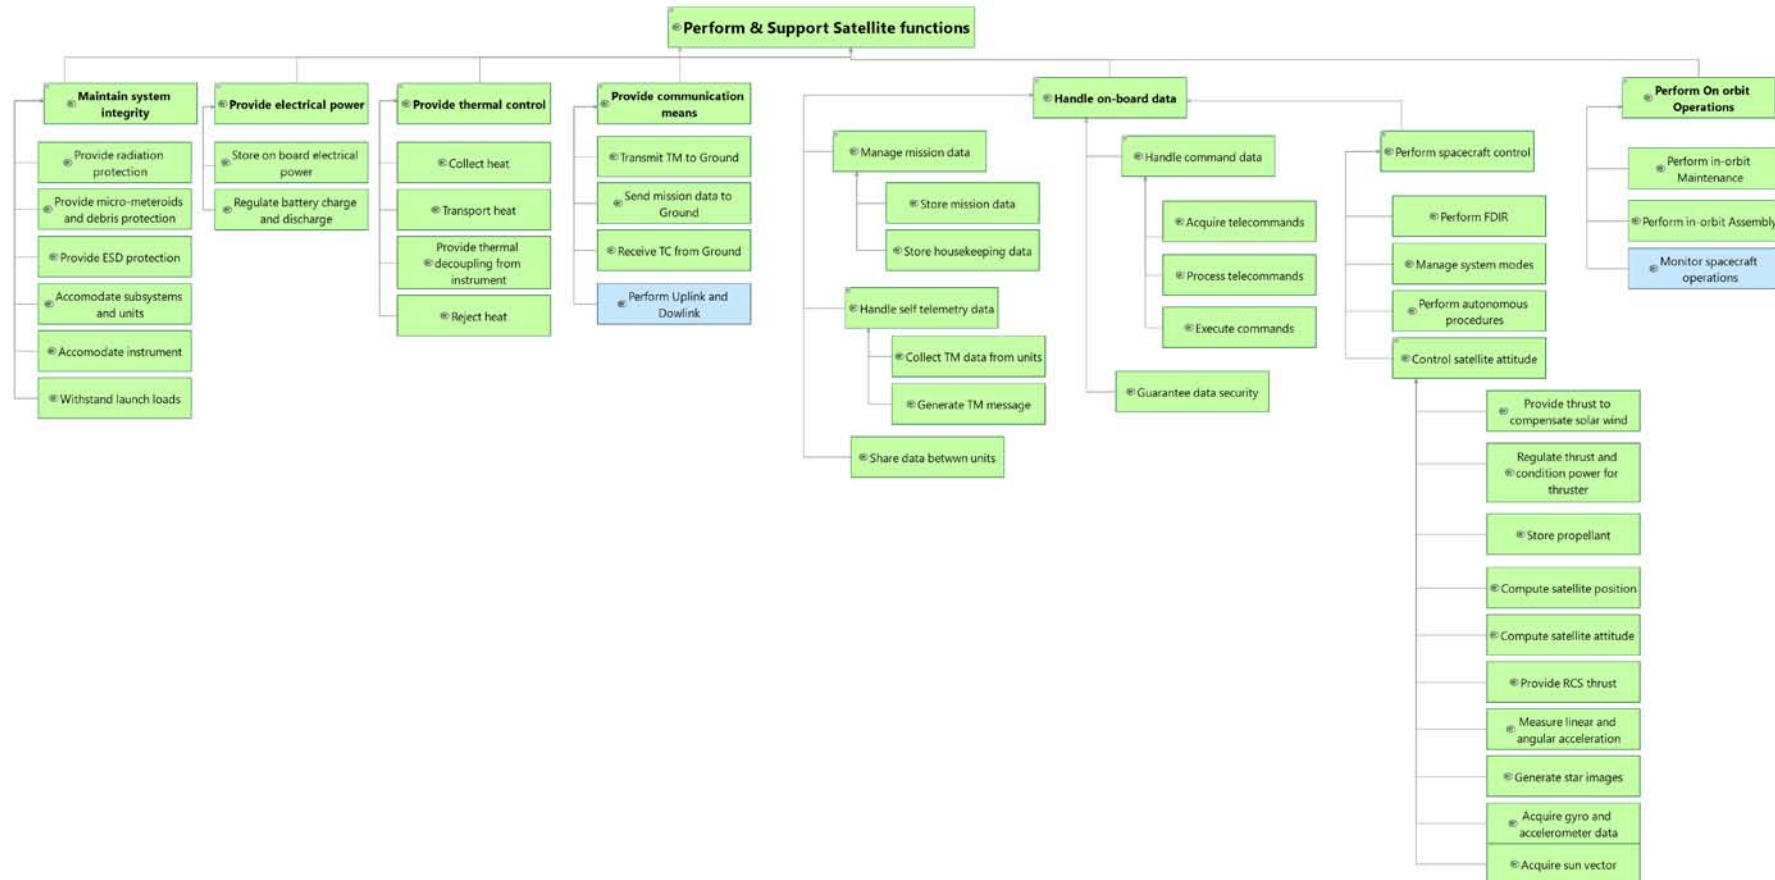 Perform & Support Satellite functions
Maintain system
integrity
Provide radiation
protection
Provide micro-meteroids
and debris protection
Provide ESD protection
Accomodate subsystems
and units
Accomodate instrument
Withstand launch loads
Provide electrical power
Store on board electrical
power
Regulate battery charge
and discharge
Provide thermal control
Collect heat
Transport heat
Provide thermal
decoupling from
instrument
Reject heat
Provide communication
means
Transmit TM to Ground
Send mission data to
Ground
Receive TC from Ground
Perform Uplink and
Dowlink
Handle on-board data
Manage mission data
Store mission data
Store housekeeping data
Handle self telemetry data
Collect TM data from units
Generate TM message
Share data betwwn units
Handle command data
Acquire telecommands
Process telecommands
Execute commands
Guarantee data security
Perform spacecraft control
Perform FDIR
Manage system modes
Perform autonomous
procedures
Control satellite attitude
Provide thrust to
compensate solar wind
Regulate thrust and
condition power for
thruster
Store propellant
Compute satellite position
Compute satellite attitude
Provide RCS thrust
Measure linear and
angular acceleration
Generate star images
Acquire gyro and
accelerometer data
Acquire sun vector
Perform On orbit
Operations
Perform in-orbit
Maintenance
Perform in-orbit Assembly
Monitor spacecraft
operations